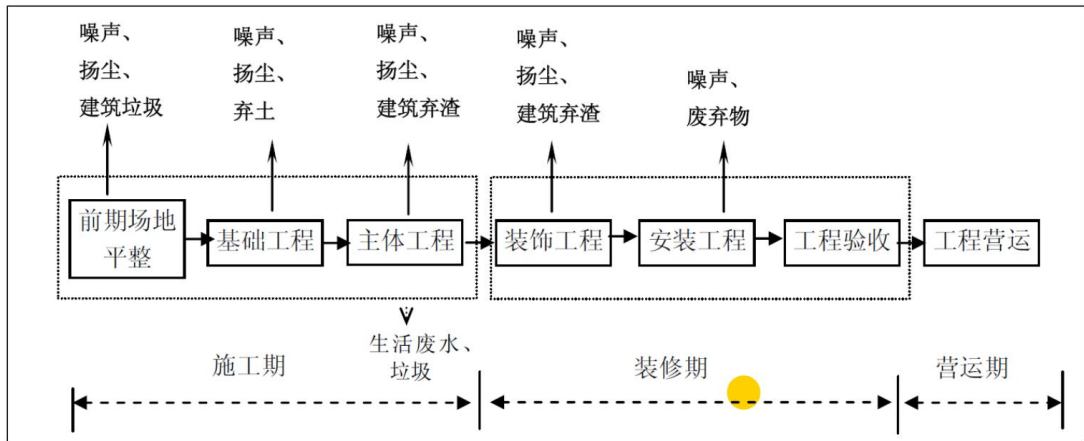 噪声、
扬尘、
建筑垃圾
噪声、
扬尘、
弃土
噪声、
扬尘、
建筑弃渣
噪声、
扬尘、
建筑弃渣
噪声、
废弃物
前期场地
平整
基础工程
主体工程
装饰工程
安装工程
工程验收
工程营运
生活废水、
垃圾
施工期
装修期
营运期